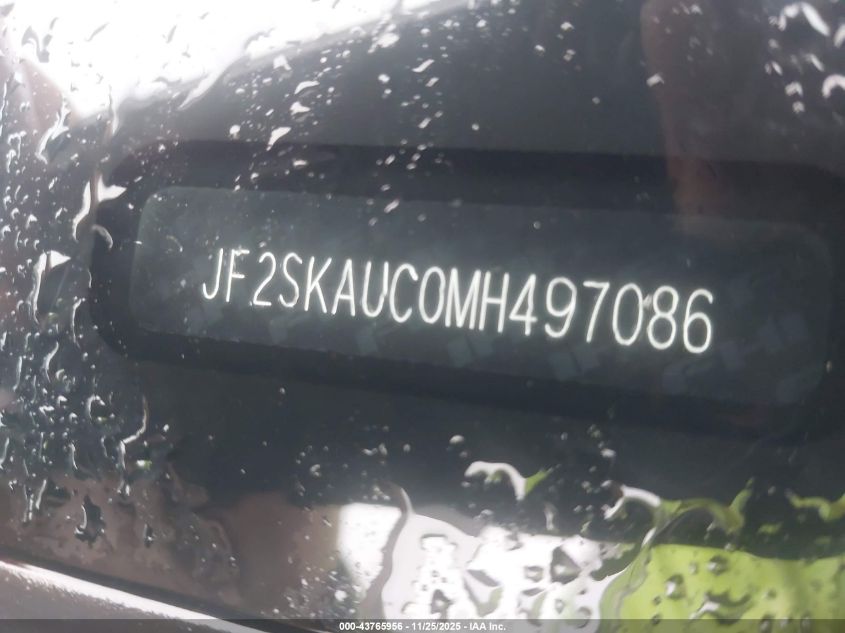 JF2SKAUC0MH497086
000-43765956 - 11/25/2025 - IAA Inc.